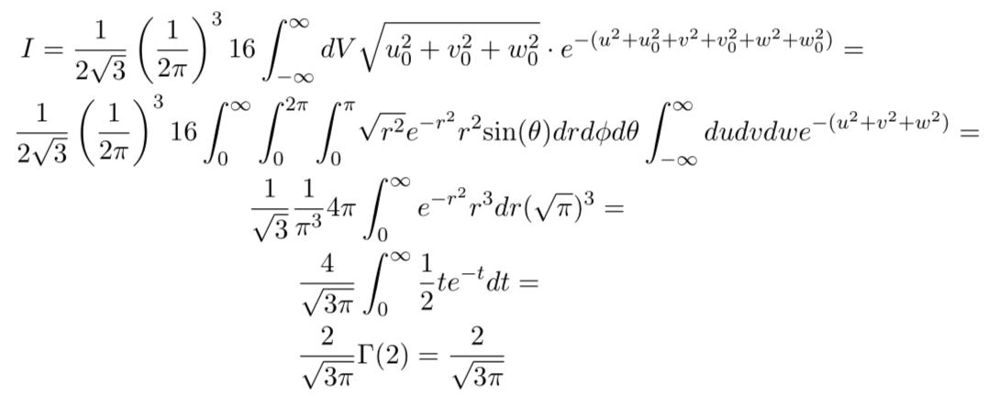 I = \frac{1}{2\sqrt{3}} \left( \frac{1}{2\pi} \right)^3 16 \int_{-\infty}^{\infty} dV \sqrt{u_0^2 + v_0^2 + w_0^2} \cdot e^{-(u^2+u_0^2+v^2+v_0^2+w^2+w_0^2)} =
\frac{1}{2\sqrt{3}} \left( \frac{1}{2\pi} \right)^3 16 \int_0^{\infty} \int_0^{2\pi} \int_0^{\pi} \sqrt{r^2} e^{-r^2} r^2 \sin(\theta) dr d\phi d\theta \int_{-\infty}^{\infty} du dv dw e^{-(u^2+v^2+w^2)} =
\frac{1}{\sqrt{3}} \frac{1}{\pi^3} 4\pi \int_0^{\infty} e^{-r^2} r^3 dr (\sqrt{\pi})^3 =
\frac{4}{\sqrt{3\pi}} \int_0^{\infty} \frac{1}{2} t e^{-t} dt =
\frac{2}{\sqrt{3\pi}} \Gamma(2) = \frac{2}{\sqrt{3\pi}}